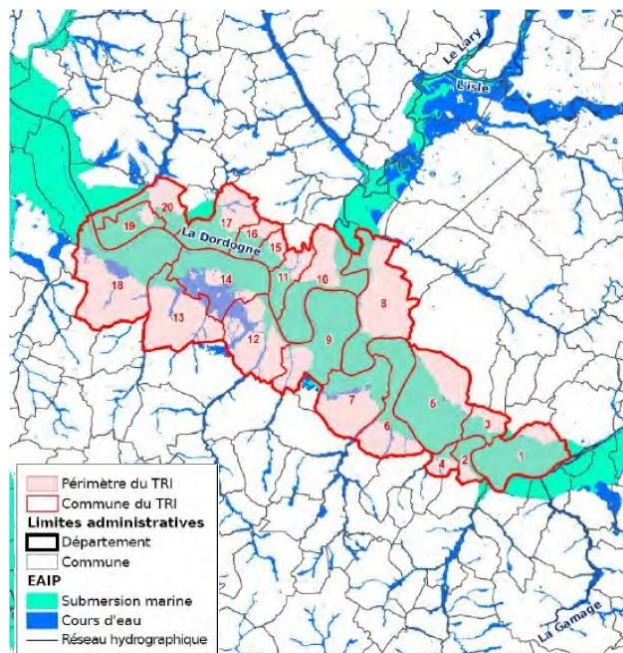 Le Lary
L'isle
20
17
19
16
La Dordogne
15
11
10
14
18
8
13
12
9
7
5
6
3
1
4
2
Périmètre du TRI
Commune du TRI
Limites administratives
Département
Commune
EAIP
Submersion marine
Cours d'eau
Réseau hydrographique
La Gamage